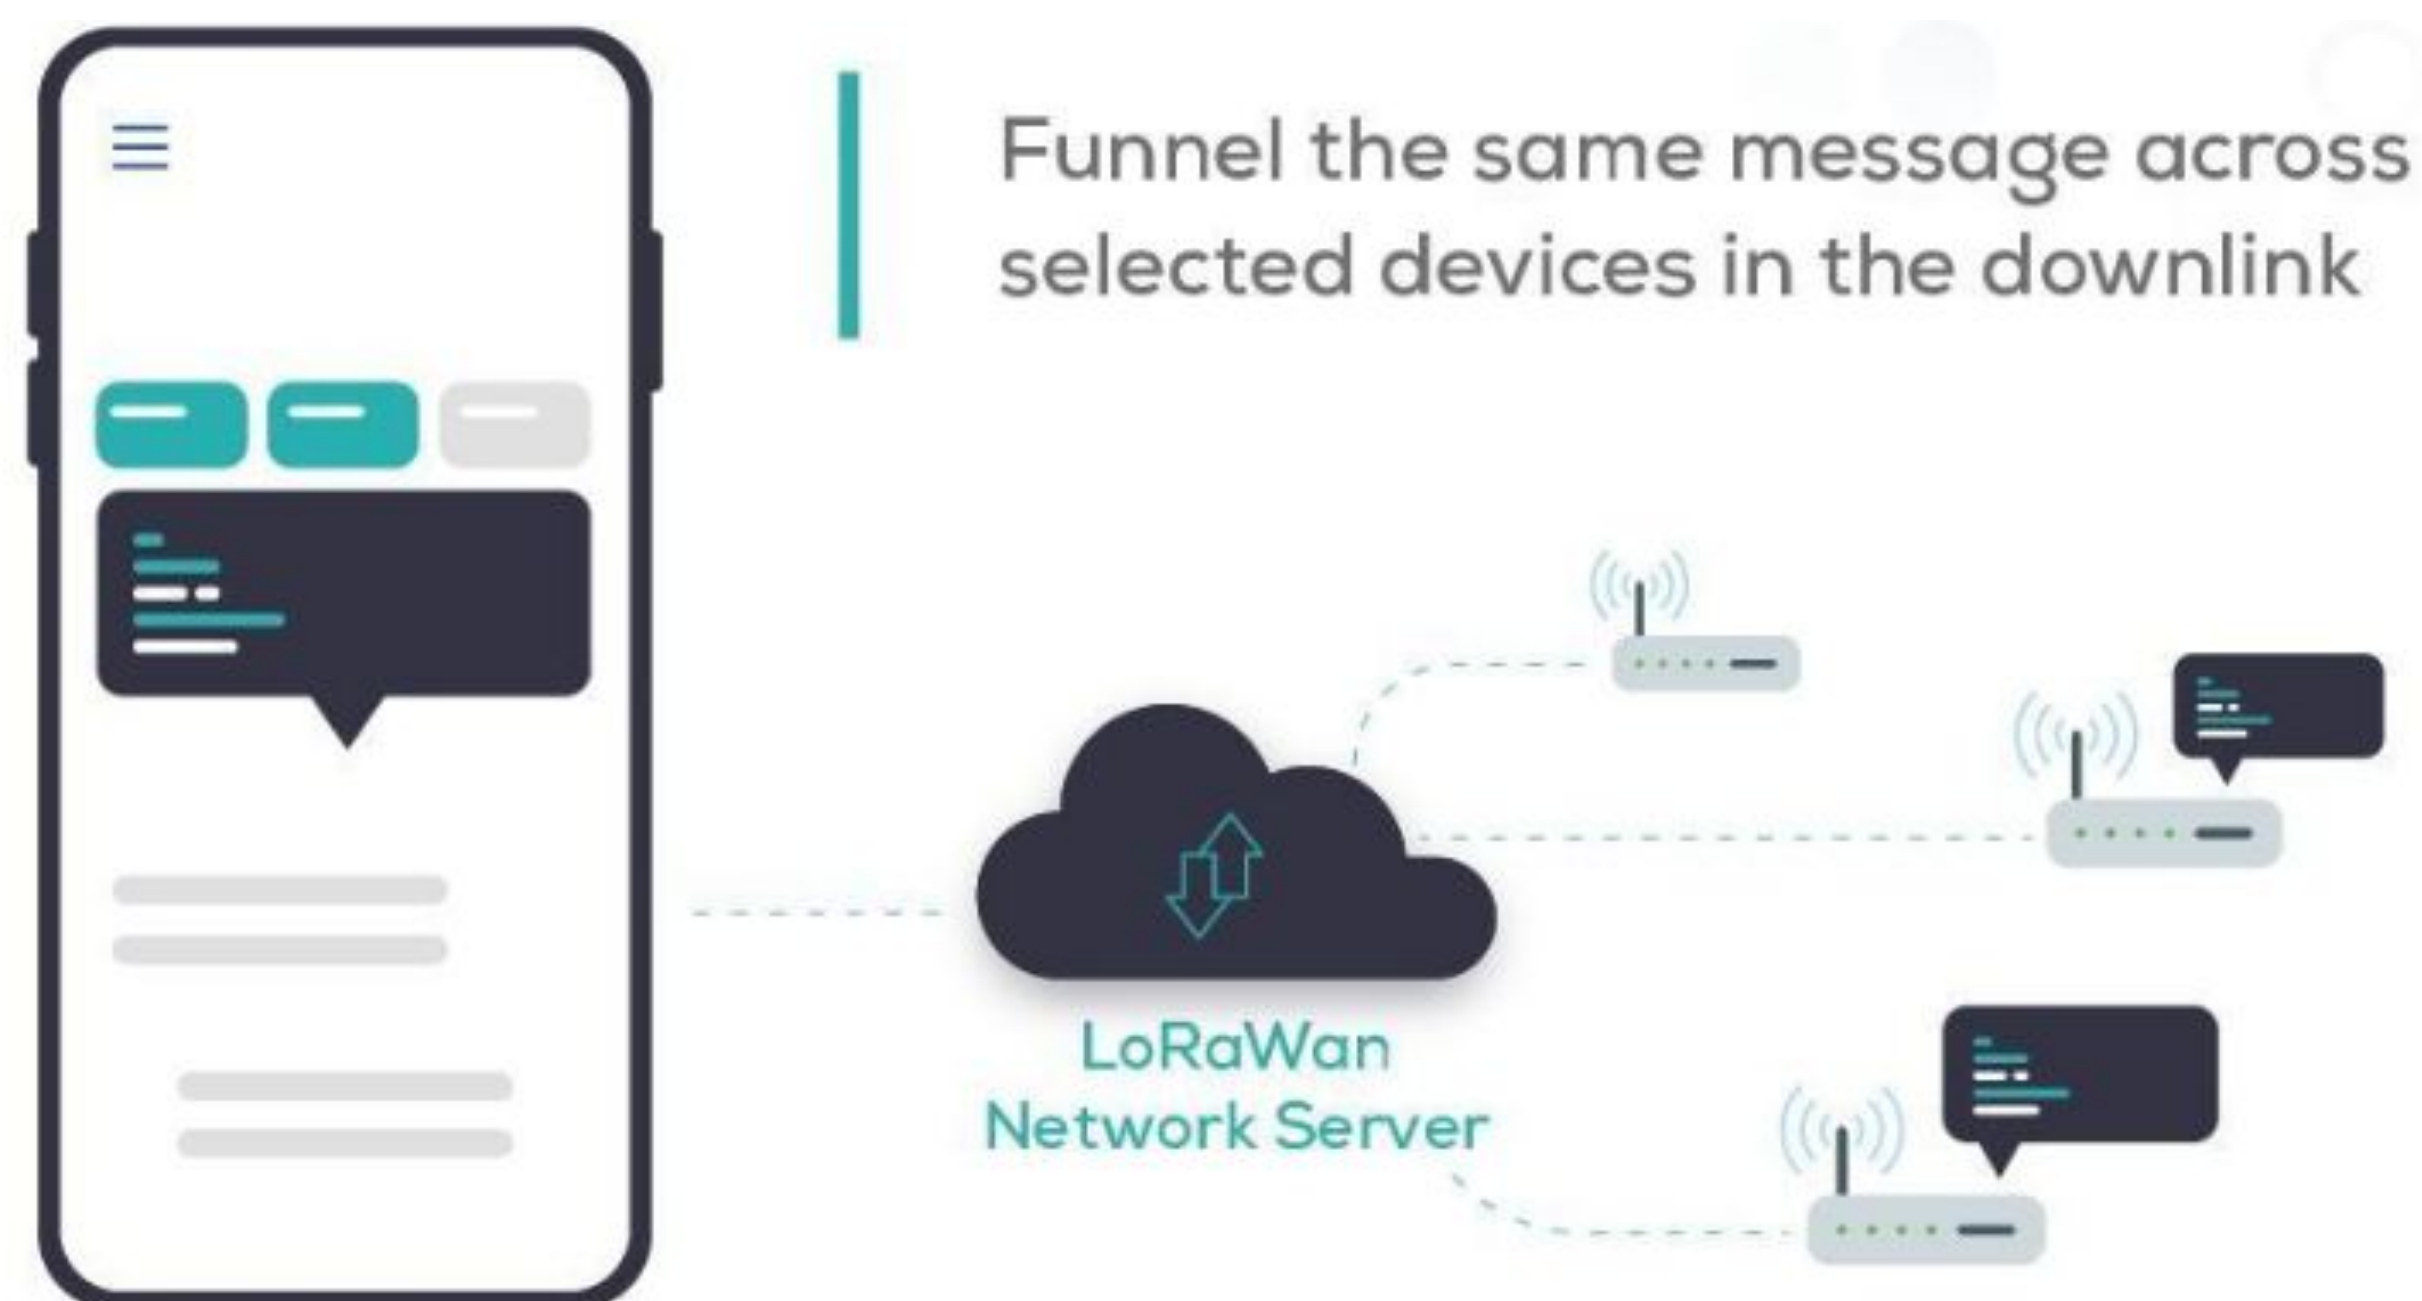 Funnel the same message across
selected devices in the downlink
LoRaWan
Network Server